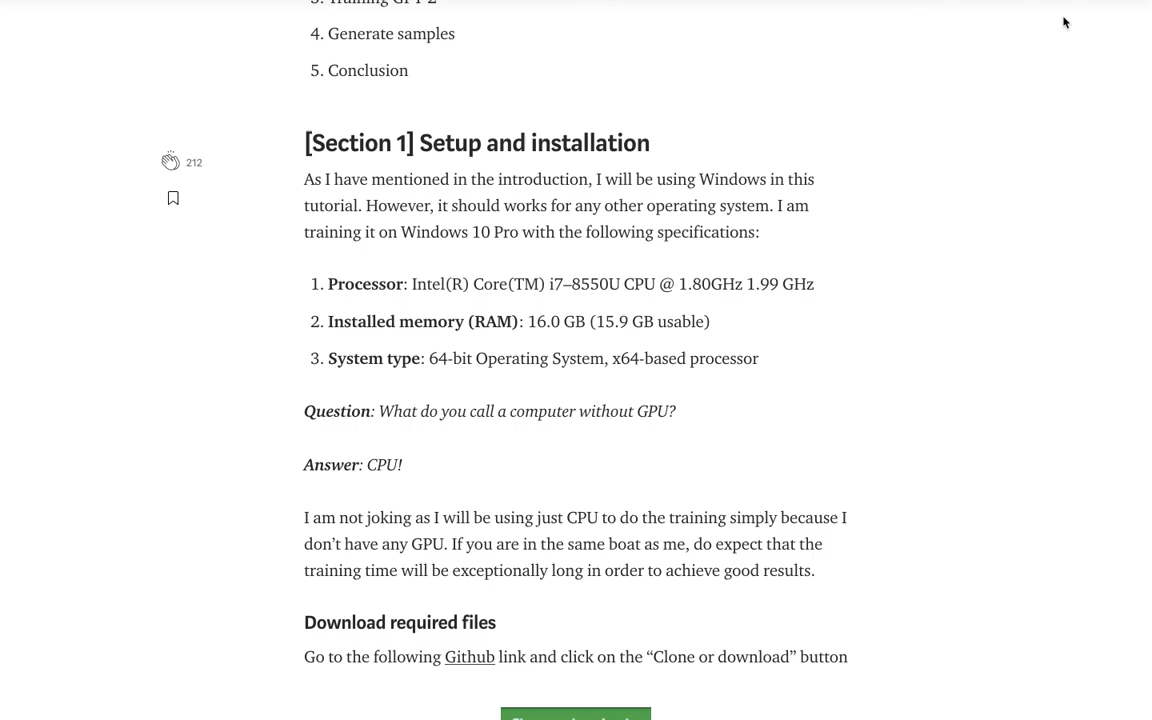 4. Generate samples
5. Conclusion
[Section 1] Setup and installation
212
As I have mentioned in the introduction, I will be using Windows in this
tutorial. However, it should works for any other operating system. I am
training it on Windows 10 Pro with the following specifications:
1. Processor: Intel(R) Core(TM) i7–8550U CPU @ 1.80GHz 1.99 GHz
2. Installed memory (RAM): 16.0 GB (15.9 GB usable)
3. System type: 64-bit Operating System, x64-based processor
Question: What do you call a computer without GPU?
Answer: CPU!
I am not joking as I will be using just CPU to do the training simply because I
don’t have any GPU. If you are in the same boat as me, do expect that the
training time will be exceptionally long in order to achieve good results.
Download required files
Go to the following Github link and click on the “Clone or download” button